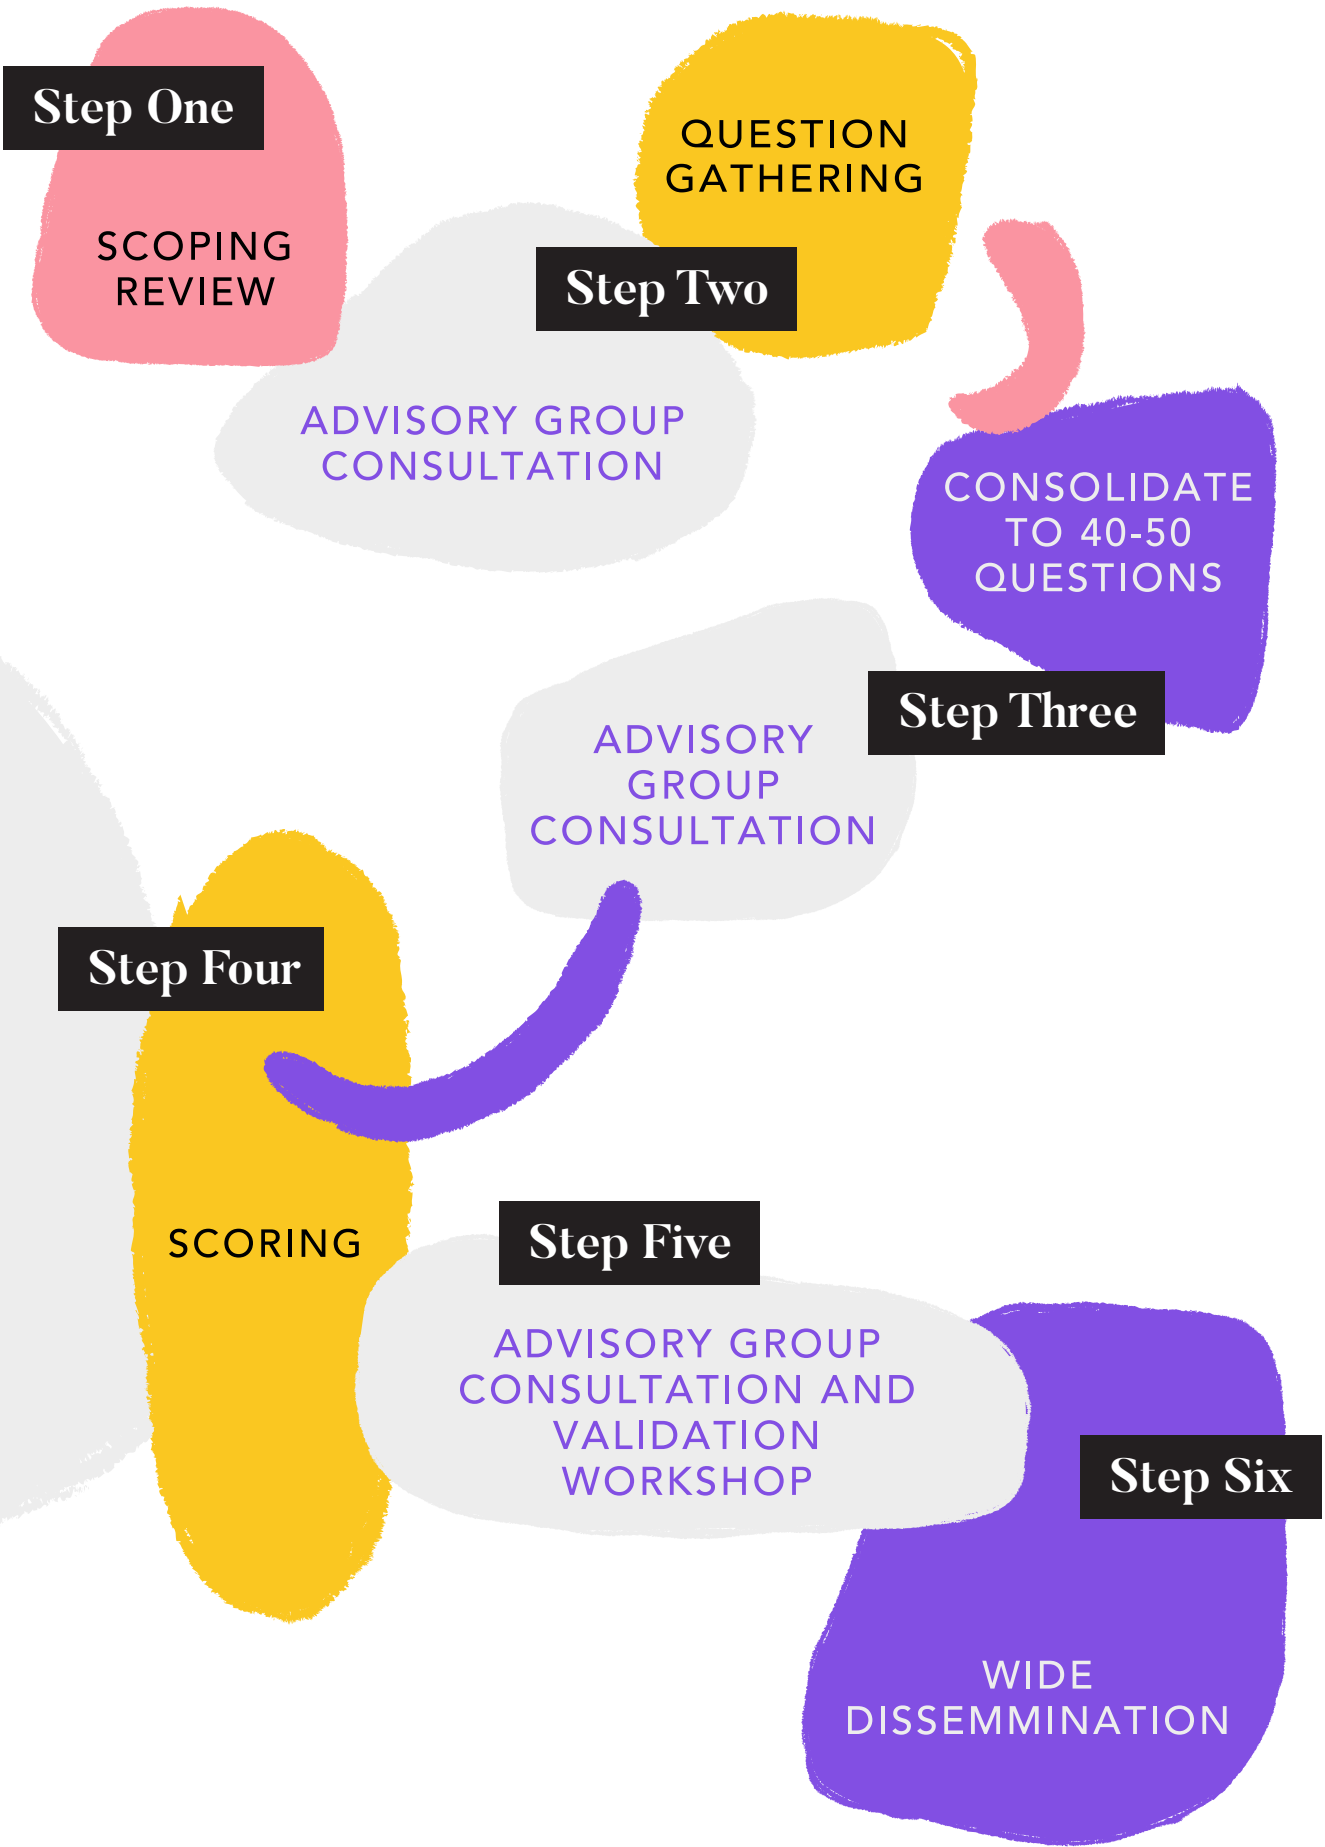 Step One
SCOPING
REVIEW
ADVISORY GROUP
CONSULTATION
QUESTION
GATHERING
Step Two
CONSOLIDATE
TO 40-50
QUESTIONS
Step Three
ADVISORY
GROUP
CONSULTATION
Step Four
SCORING
Step Five
ADVISORY GROUP
CONSULTATION AND
VALIDATION
WORKSHOP
Step Six
WIDE
DISSEMMINATION